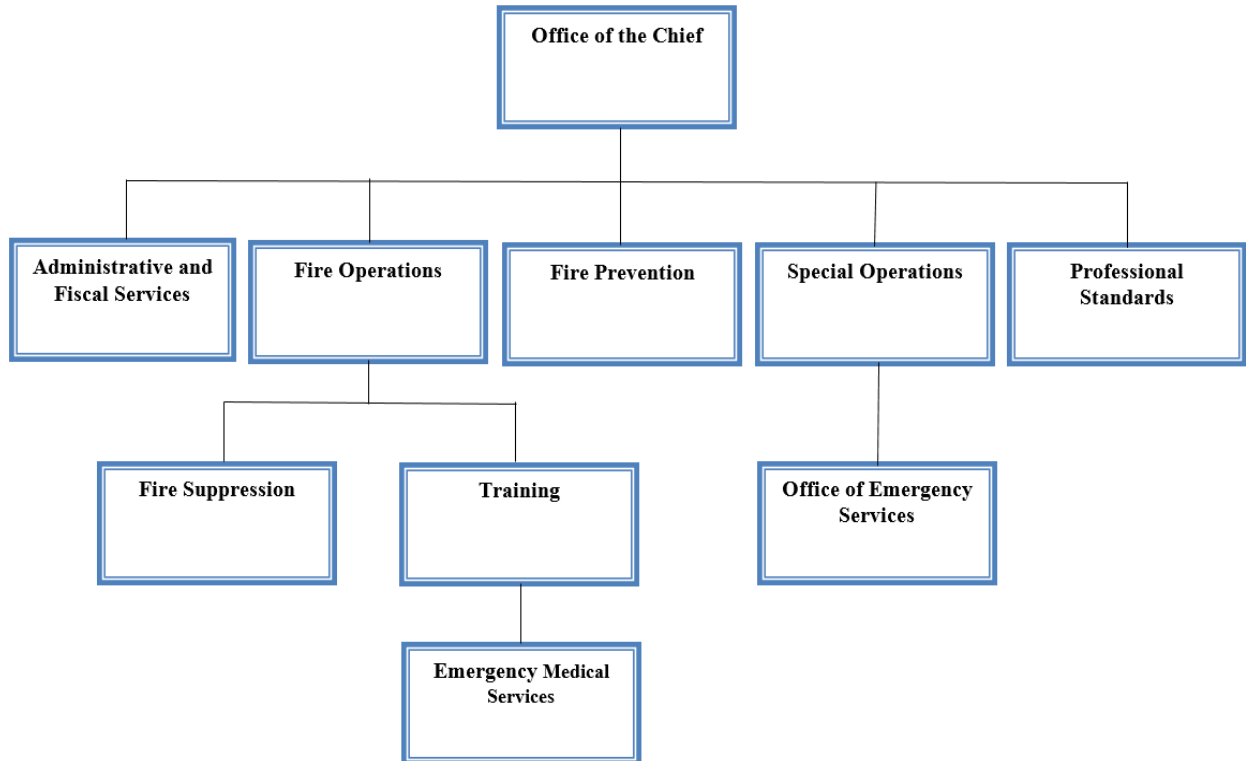 Office of the Chief
Administrative and
Fiscal Services
Fire Operations
Fire Prevention
Special Operations
Professional
Standards
Fire Suppression
Training
Office of Emergency
Services
Emergency Medical
Services